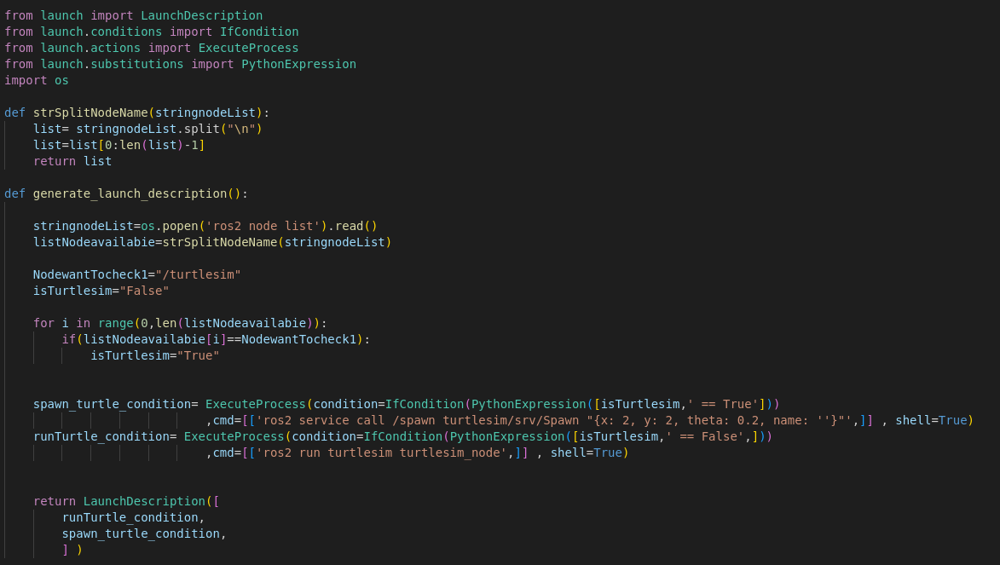 from launch import LaunchDescription
from launch.conditions import IfCondition
from launch.actions import ExecuteProcess
from launch.substitutions import PythonExpression
import os
def strSplitNodeName(stringnodeList):
    list= stringnodeList.split("\n")
    list=list[0:len(list)-1]
    return list
def generate_launch_description():
    stringnodeList=os.popen('ros2 node list').read()
    listNodeavailabie=strSplitNodeName(stringnodeList)
    NodewantTocheck1="/turtlesim"
    isTurtlesim="False"
    for i in range(0,len(listNodeavailabie)):
        if(listNodeavailabie[i]==NodewantTocheck1):
            isTurtlesim="True"
    spawn_turtle_condition= ExecuteProcess(condition=IfCondition(PythonExpression([isTurtlesim,' == True']))
                            ,cmd=[['ros2 service call /spawn turtlesim/srv/Spawn "{x: 2, y: 2, theta: 0.2, name: ''}"',]] , shell=True)
    runTurtle_condition= ExecuteProcess(condition=IfCondition(PythonExpression([isTurtlesim,' == False',]))
                            ,cmd=[['ros2 run turtlesim turtlesim_node',]] , shell=True)
    return LaunchDescription([
        runTurtle_condition,
        spawn_turtle_condition,
        ] )